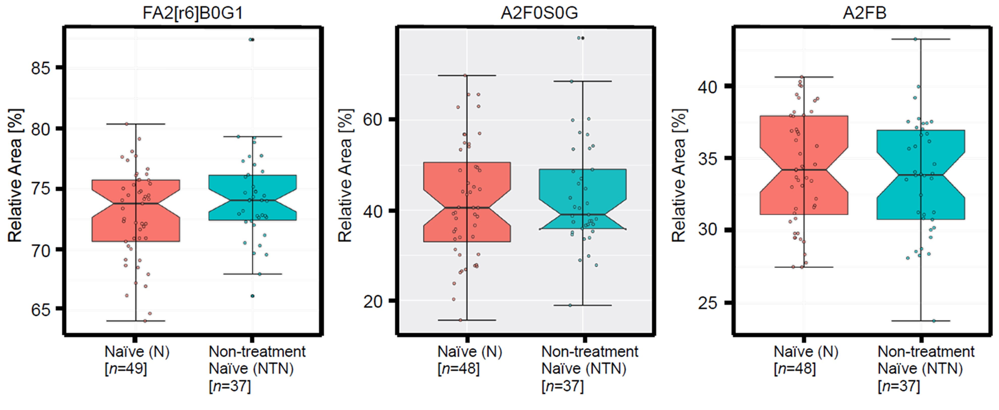 FA2[r6]B0G1
Relative Area [%]
85
80
75
70
65
Naïve (N)
[n=49]
Non-treatment
Naïve (NTN)
[n=37]
A2F0S0G
Relative Area [%]
60
40
20
Naïve (N)
[n=48]
Non-treatment
Naïve (NTN)
[n=37]
A2FB
Relative Area [%]
40
35
30
25
Naïve (N)
[n=48]
Non-treatment
Naïve (NTN)
[n=37]